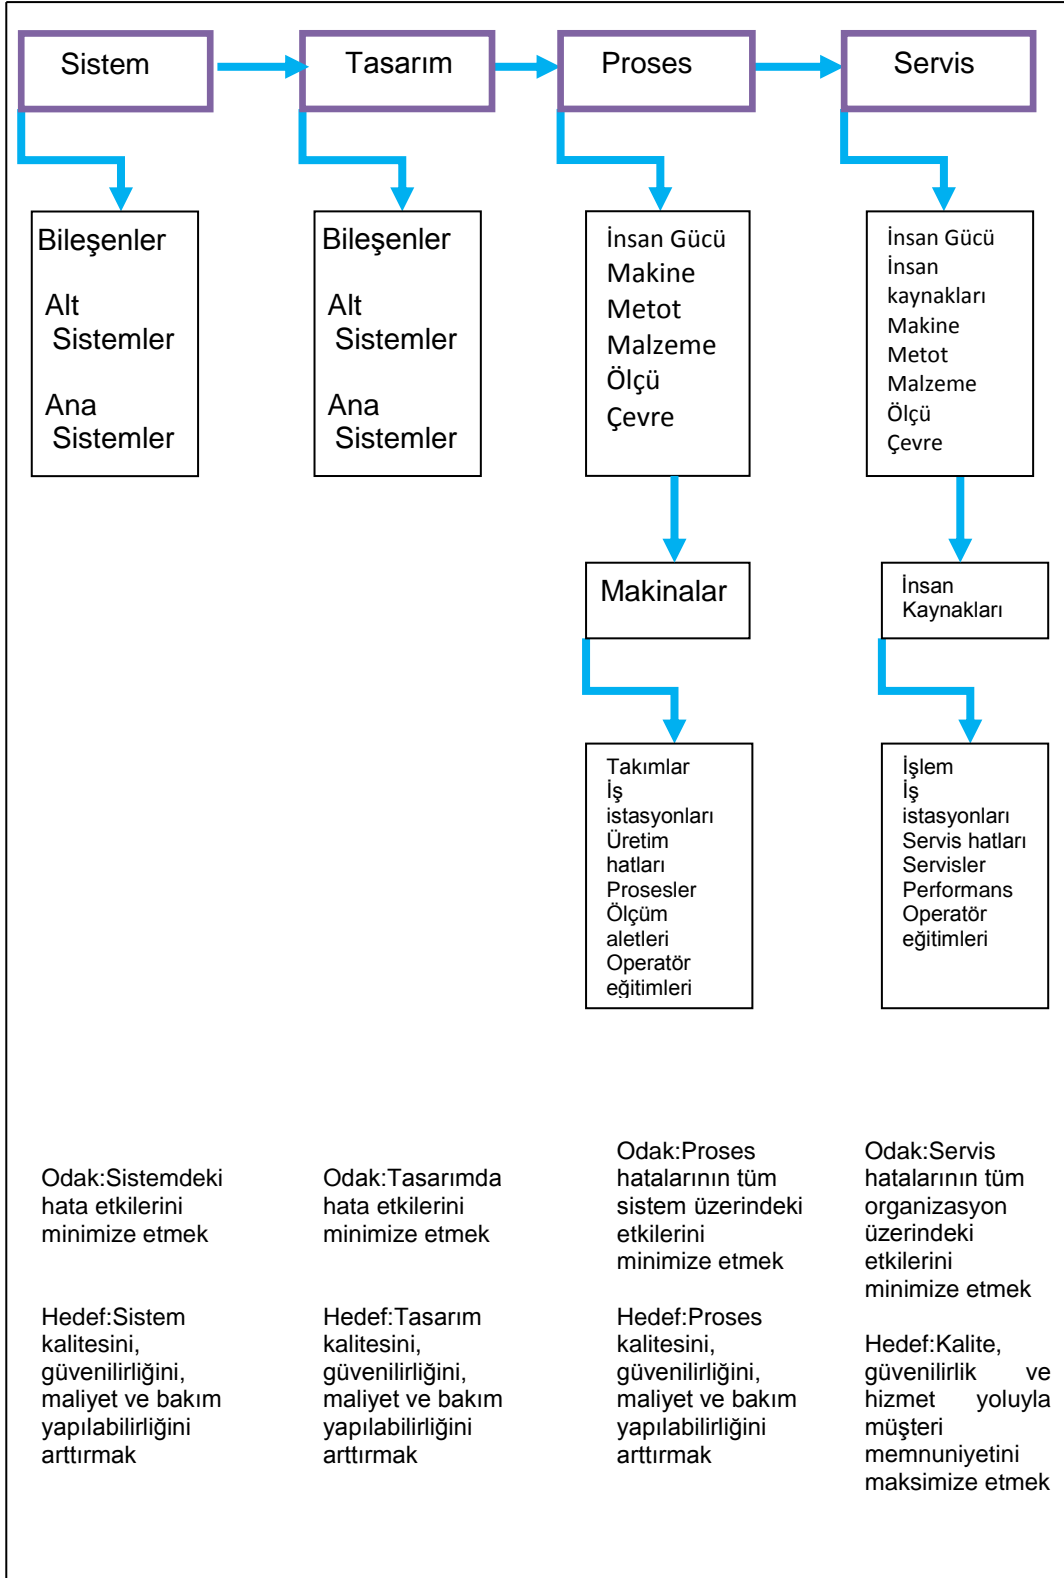 Sistem
Tasarım
Proses
Servis
Bileşenler
Alt
Sistemler
Ana
Sistemler
Bileşenler
Alt
Sistemler
Ana
Sistemler
İnsan Gücü
Makine
Metot
Malzeme
Ölçü
Çevre
İnsan Gücü
İnsan
kaynakları
Makine
Metot
Malzeme
Ölçü
Çevre
Makinalar
İnsan
Kaynakları
Takımlar
İş
istasyonları
Üretim
hatları
Prosesler
Ölçüm
aletleri
Operatör
eğitimleri
İşlem
İş
istasyonları
Servis hatları
Servisler
Performans
Operatör
eğitimleri
Odak:Sistemdeki
hata etkilerini
minimize etmek
Hedef:Sistem
kalitesini,
güvenilirliğini,
maliyet ve bakım
yapılabilirliğini
arttırmak
Odak:Tasarımda
hata etkilerini
minimize etmek
Hedef:Tasarım
kalitesini,
güvenilirliğini,
maliyet ve bakım
yapılabilirliğini
arttırmak
Odak:Proses
hatalarının tüm
sistem üzerindeki
etkilerini
minimize etmek
Hedef:Proses
kalitesini,
güvenilirliğini,
maliyet ve bakım
yapılabilirliğini
arttırmak
Odak:Servis
hatalarının tüm
organizasyon
üzerindeki
etkilerini
minimize etmek
Hedef:Kalite,
güvenilirlik ve
hizmet yoluyla
müşteri
memnuniyetini
maksimize etmek